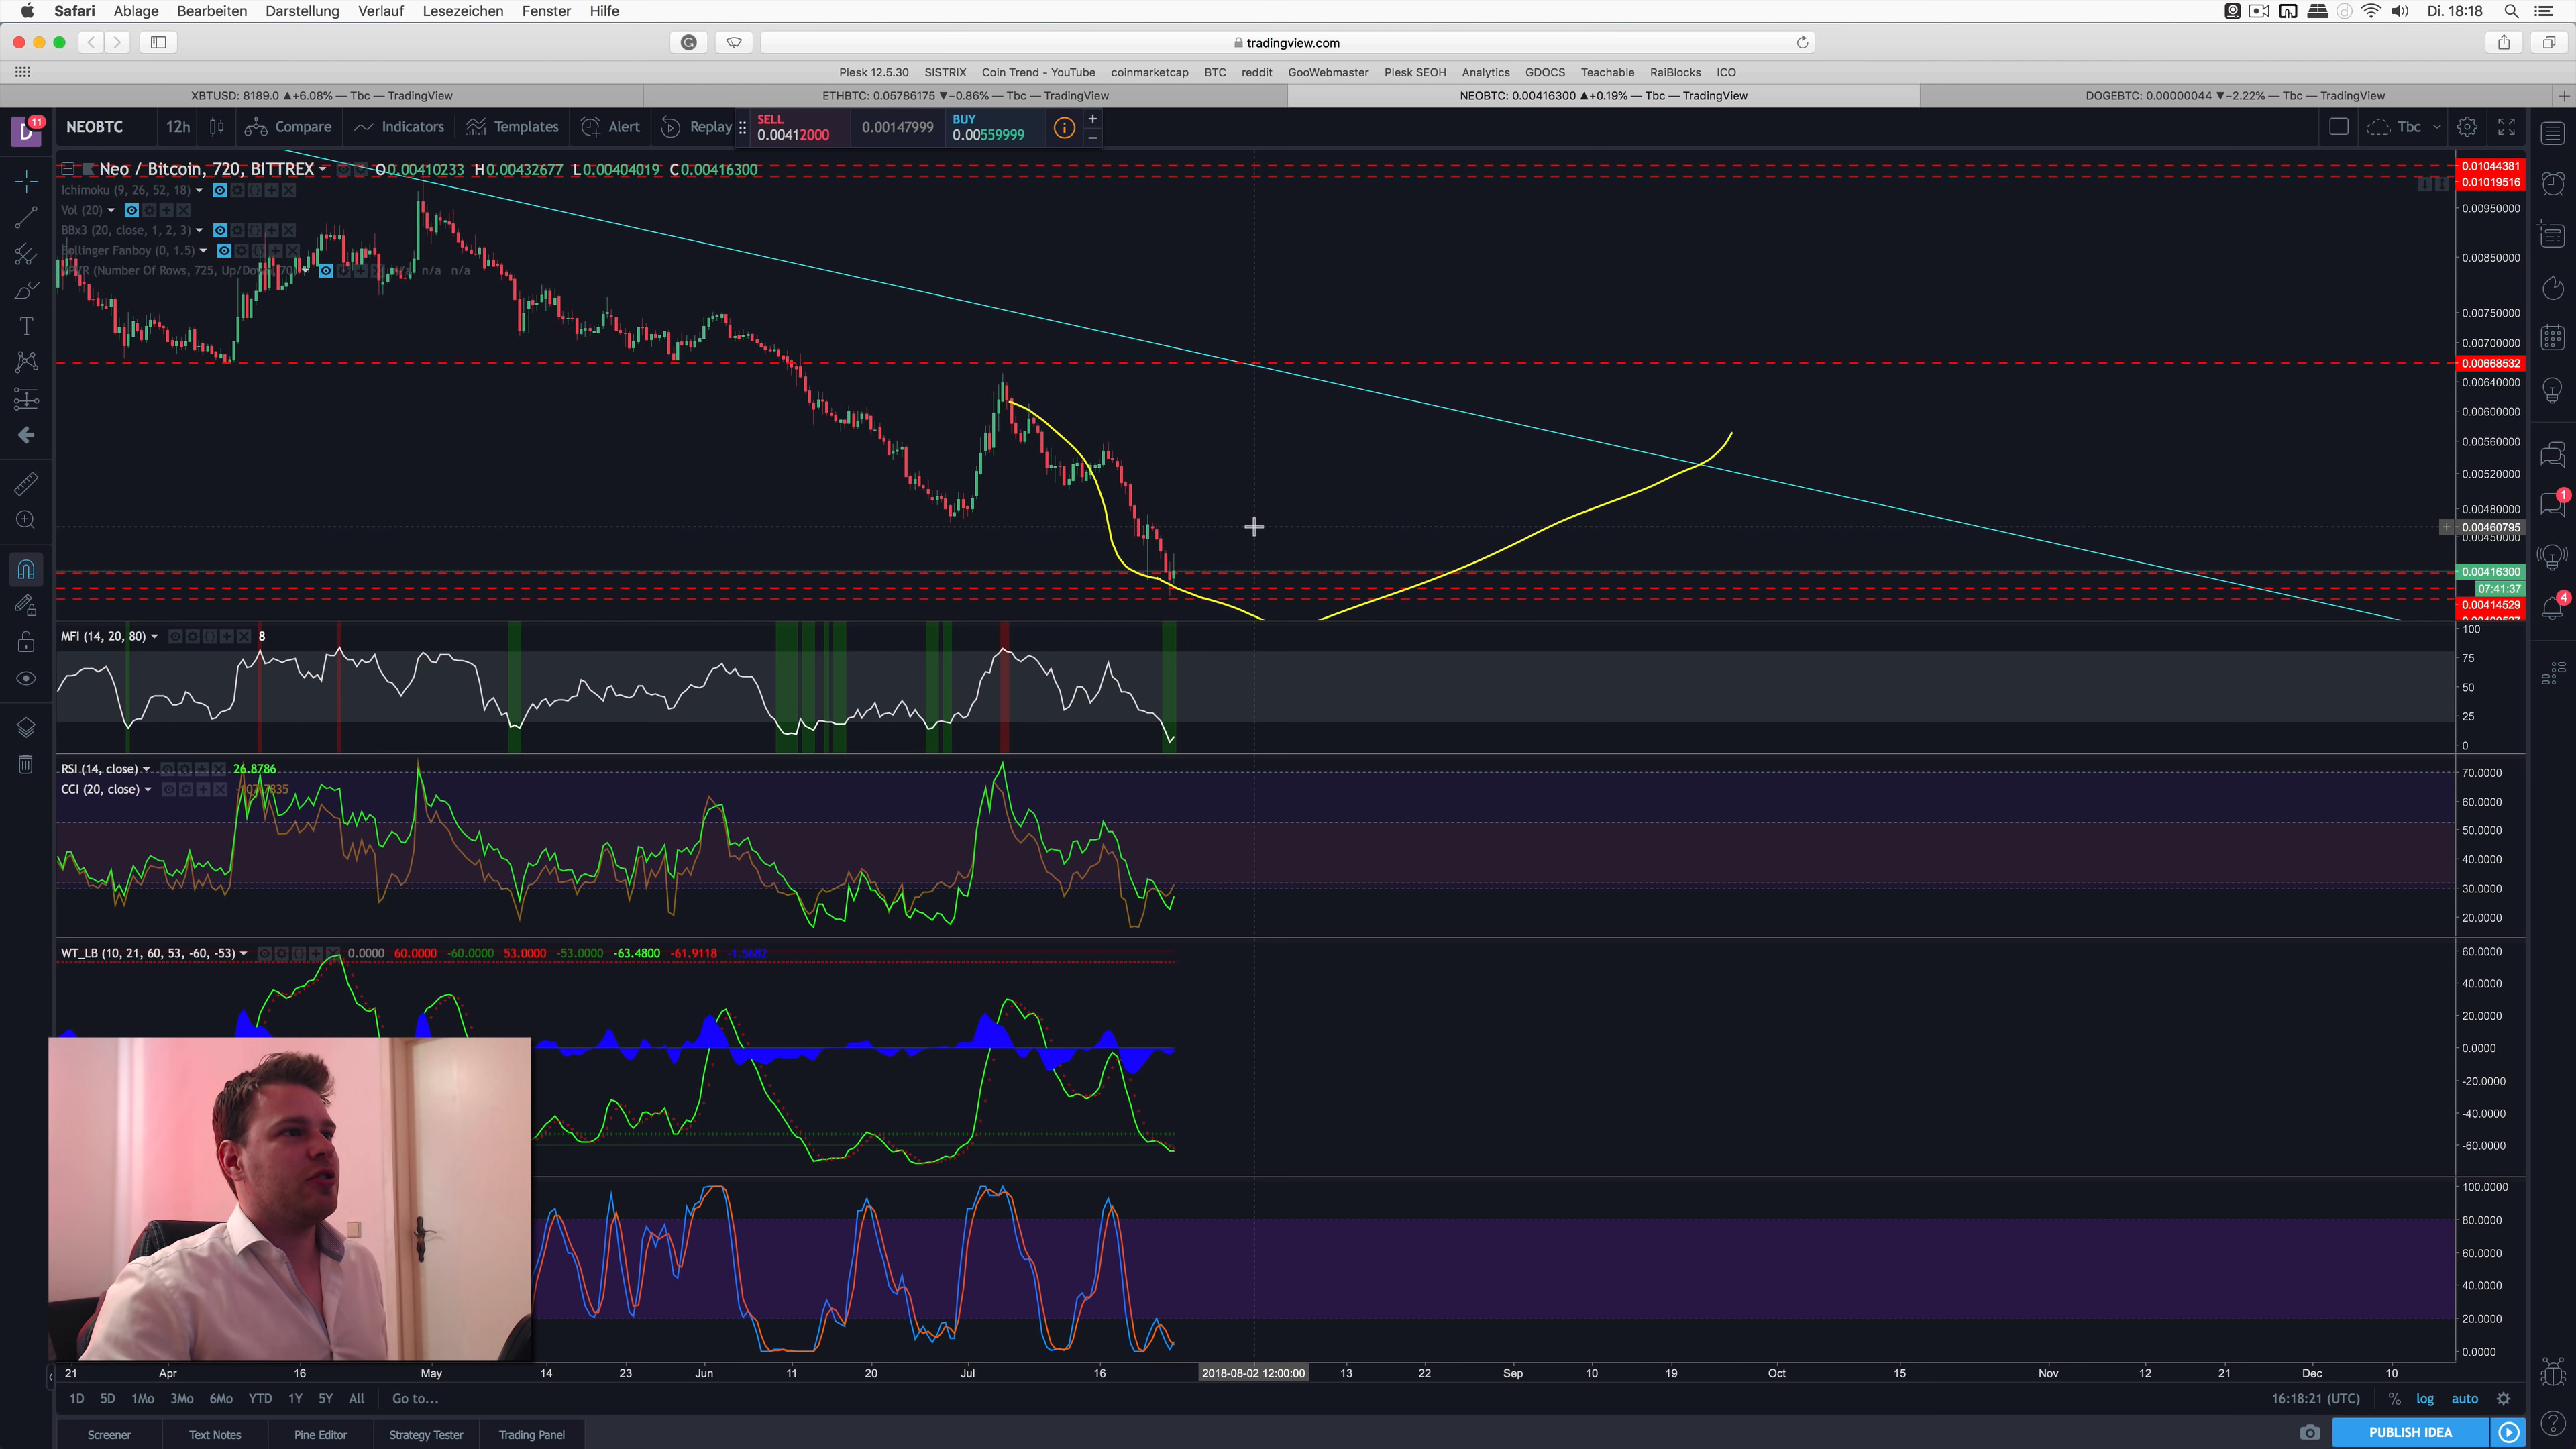 Safari Ablage Bearbeiten Darstellung Verlauf Lesezeichen Fenster Hilfe Di. 18:18
tradingview.com
Plesk 12.5.30 SISTRIX Coin Trend - YouTube coinmarketcap BTC reddit GooWebmaster Plesk SEOH Analytics GDOCS Teachable RaiBlocks ICO
XBTUSD: 8189.0 ▲+6.08% — Tbc — TradingView
ETHBTC: 0.05786175 ▼−0.86% — Tbc — TradingView
NEOBTC: 0.00416300 ▲+0.19% — Tbc — TradingView
DOGEBTC: 0.00000044 ▼−2.22% — Tbc — TradingView
D 11
NEOBTC 12h Compare Indicators Templates Alert Replay
SELL
0.00412000
0.00147999
BUY
0.00559999
Tbc
Neo / Bitcoin, 720, BITTREX O0.00410233 H0.00432677 L0.00404019 C0.00416300
Ichimoku (9, 26, 52, 18)
Vol (20)
BBx3 (20, close, 1, 2, 3)
Bollinger Fanboy (0, 1.5)
(Number Of Rows, 725, Up/Down, 70) n/a n/a
0.01044381
0.01019516
0.00950000
0.00850000
0.00750000
0.00700000
0.00668532
0.00640000
0.00600000
0.00560000
0.00520000
0.00480000
0.00460795
0.00450000
0.00416300
07:41:37
0.00414529
1
4
MFI (14, 20, 80) 8
100
75
50
25
0
RSI (14, close) 26.8786
CCI (20, close)
70.0000
60.0000
50.0000
40.0000
30.0000
20.0000
WT_LB (10, 21, 60, 53, -60, -53) 0.0000 60.0000 -60.0000 53.0000 -53.0000 -63.4800 -61.9118 -1.5682
60.0000
40.0000
20.0000
0.0000
-20.0000
-40.0000
-60.0000
100.0000
80.0000
60.0000
40.0000
20.0000
0.0000
21 Apr 16 May 14 23 Jun 11 20 Jul 16 2018-08-02 12:00:00 13 22 Sep 10 19 Oct 15 Nov 12 21 Dec 10
1D 5D 1Mo 3Mo 6Mo YTD 1Y 5Y All Go to... 16:18:21 (UTC) % log auto
Screener Text Notes Pine Editor Strategy Tester Trading Panel PUBLISH IDEA